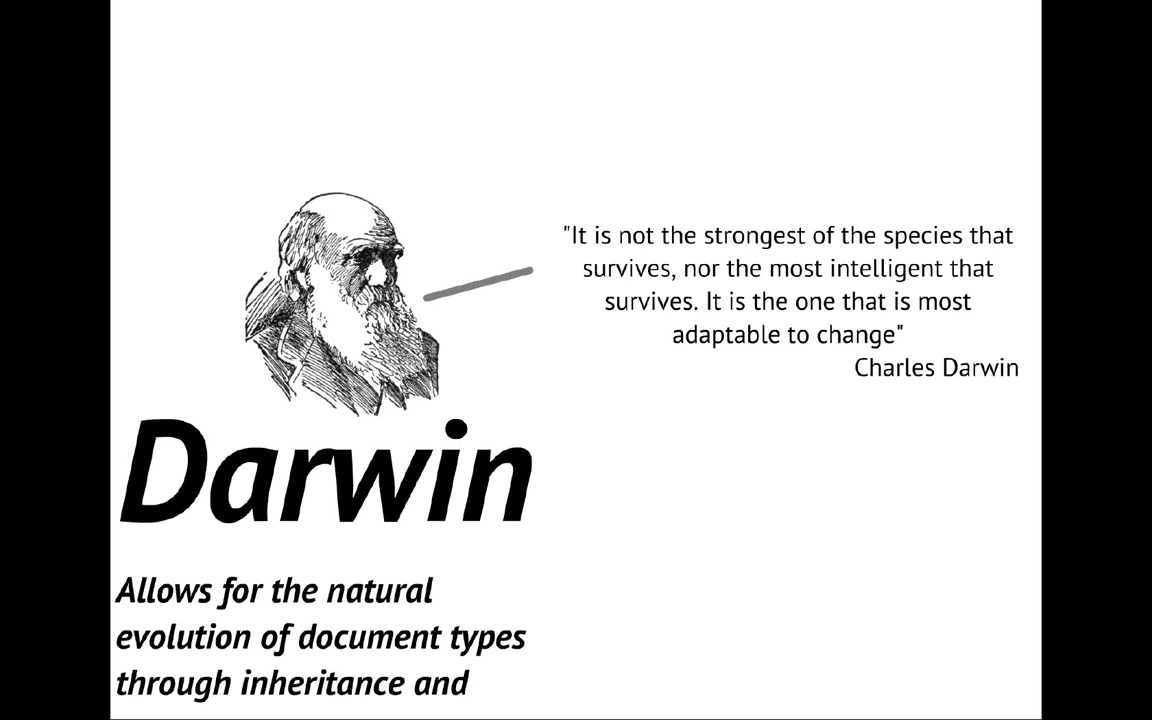 "It is not the strongest of the species that
survives, nor the most intelligent that
survives. It is the one that is most
adaptable to change"
Charles Darwin
Darwin
Allows for the natural
evolution of document types
through inheritance and